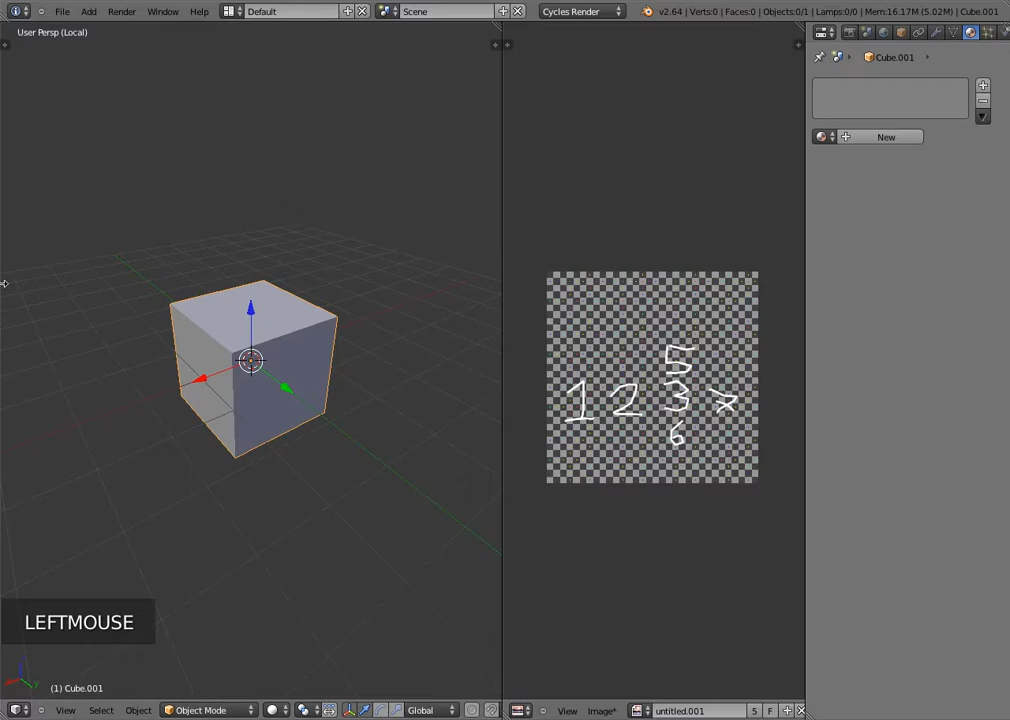 File Add Render Window Help Default Scene Cycles Render v2.64 | Verts:0 | Faces:0 | Objects:0/1 | Lamps:0/0 | Mem:16.17M (5.02M) | Cube.001
User Persp (Local)
Cube.001
New
5
1 2 3 7
6
LEFTMOUSE
(1) Cube.001
View Select Object Object Mode Global View Image* untitled.001 5 F